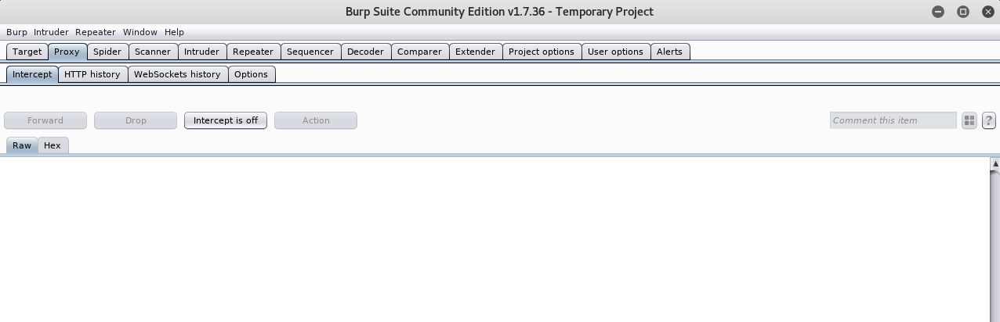 Burp Suite Community Edition v1.7.36 - Temporary Project
Burp Intruder Repeater Window Help
Target Proxy Spider Scanner Intruder Repeater Sequencer Decoder Comparer Extender Project options User options Alerts
Intercept HTTP history WebSockets history Options
Forward Drop Intercept is off Action Comment this item ?
Raw Hex